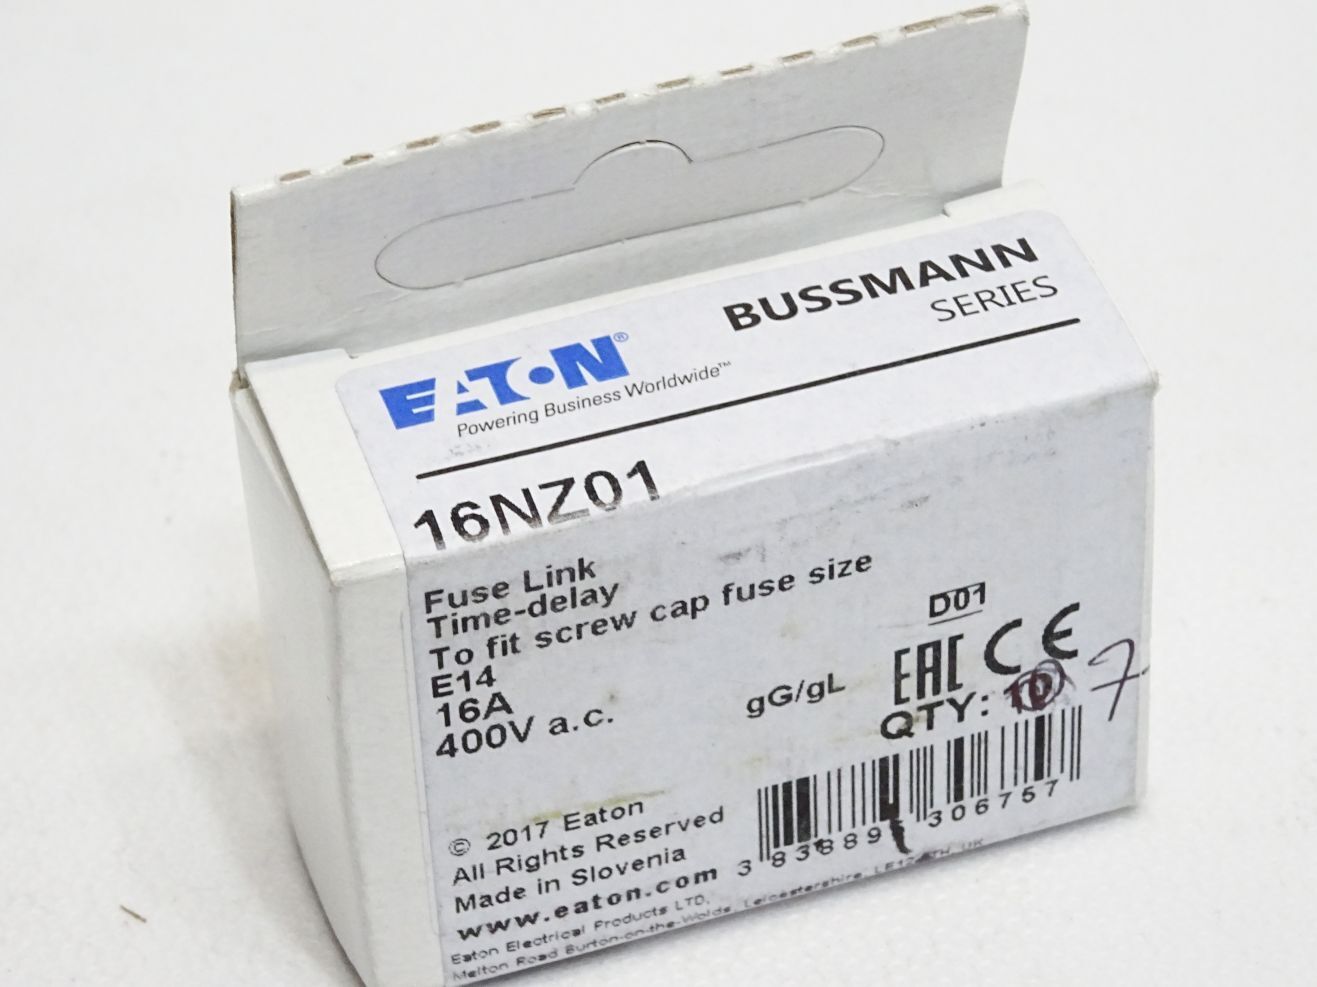 EATON®
Powering Business Worldwide™
BUSSMANN
SERIES
16NZ01
Fuse Link
Time-delay
To fit screw cap fuse size
E14
16A
400V a.c.
gG/gL
D01
EAC CE
QTY: 10 7
© 2017 Eaton
All Rights Reserved
Made in Slovenia
www.eaton.com
Eaton Electrical Products LTD,
Melton Road Burton-on-the-Wolds, Leicestershire, UK
3 838891 306757